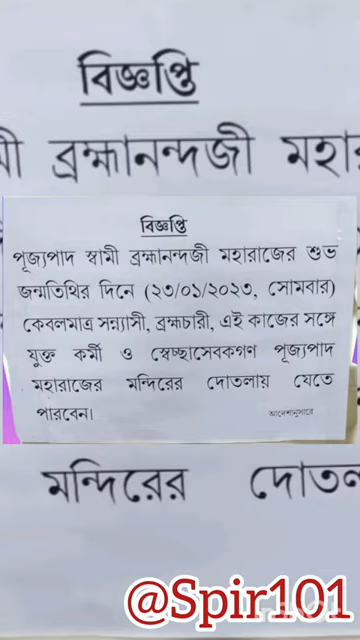 বিজ্ঞপ্তি
মী ব্রহ্মানন্দজী মহার
বিজ্ঞপ্তি
পূজ্যপাদ স্বামী ব্রহ্মানন্দজী মহারাজের শুভ
জন্মতিথির দিনে (২৩/০১/২০২৩, সোমবার)
কেবলমাত্র সন্ন্যাসী, ব্রহ্মচারী, এই কাজের সঙ্গে
যুক্ত কর্মী ও স্বেচ্ছাসেবকগণ পূজ্যপাদ
মহারাজের মন্দিরের দোতলায় যেতে
পারবেন।
আদেশানুসারে
মন্দিরের দোতল
@Spir101